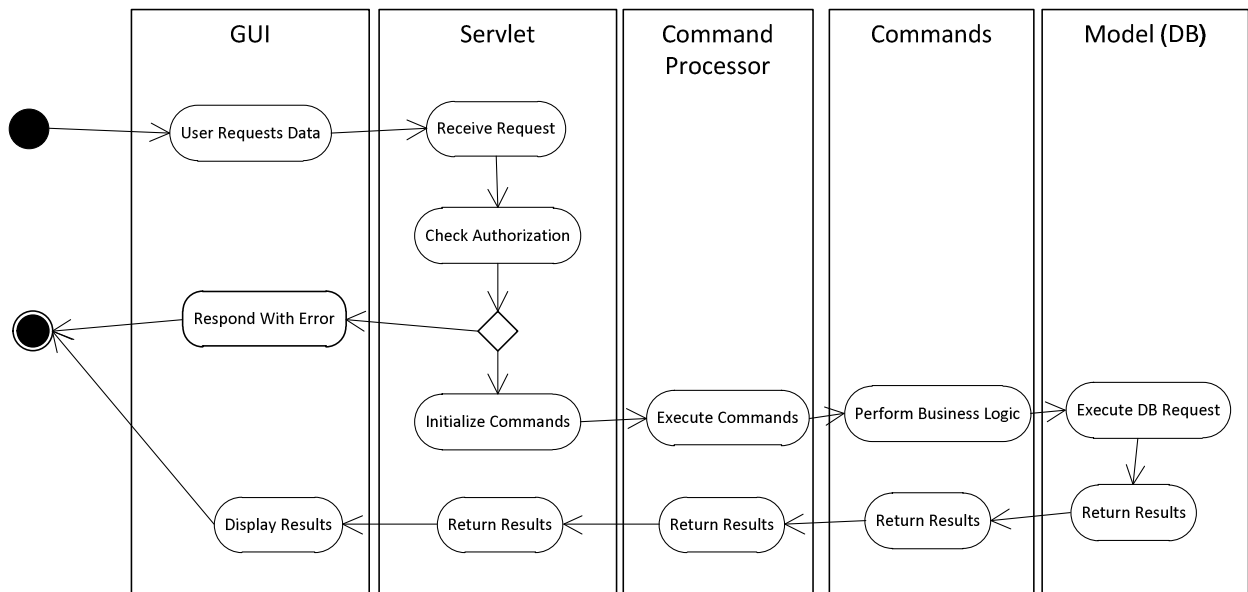 GUI
Servlet
Command
Processor
Commands
Model (DB)
User Requests Data
Receive Request
Check Authorization
Respond With Error
Initialize Commands
Execute Commands
Perform Business Logic
Execute DB Request
Display Results
Return Results
Return Results
Return Results
Return Results